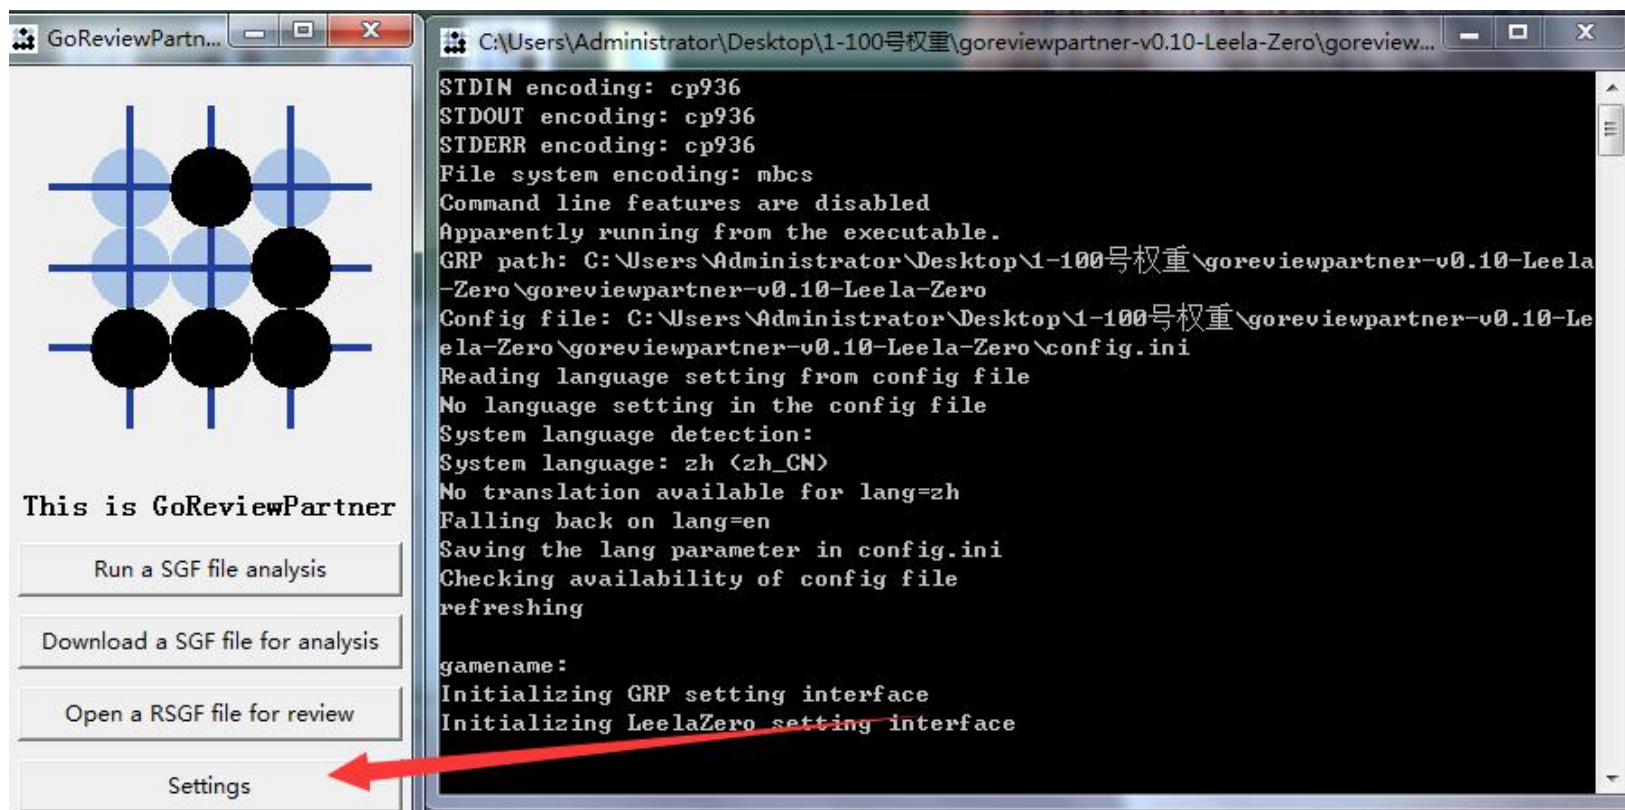 GoReviewPartn...
This is GoReviewPartner
Run a SGF file analysis
Download a SGF file for analysis
Open a RSGF file for review
Settings
C:\Users\Administrator\Desktop\1-100号权重\goreviewpartner-v0.10-Leela-Zero\goreview...
STDIN encoding: cp936
STDOUT encoding: cp936
STDERR encoding: cp936
File system encoding: mbcs
Command line features are disabled
Apparently running from the executable.
GRP path: C:\Users\Administrator\Desktop\1-100号权重\goreviewpartner-v0.10-Leela
-Zero\goreviewpartner-v0.10-Leela-Zero
Config file: C:\Users\Administrator\Desktop\1-100号权重\goreviewpartner-v0.10-Le
ela-Zero\goreviewpartner-v0.10-Leela-Zero\config.ini
Reading language setting from config file
No language setting in the config file
System language detection:
System language: zh (zh_CN)
No translation available for lang=zh
Falling back on lang=en
Saving the lang parameter in config.ini
Checking availability of config file
refreshing
gamename:
Initializing GRP setting interface
Initializing LeelaZero setting interface